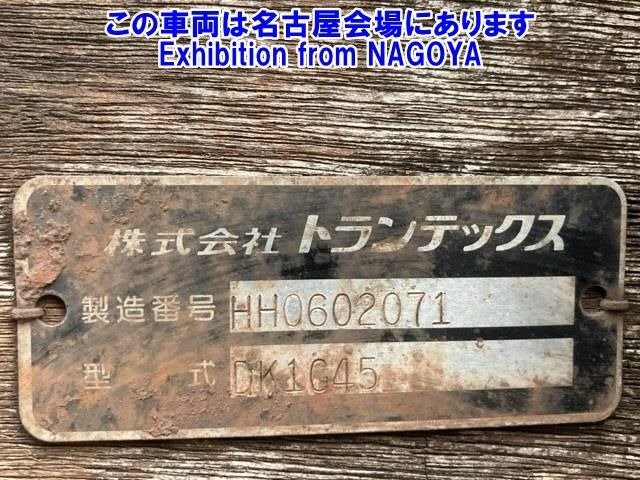 この車両は名古屋会場にあります
Exhibition from NAGOYA
株式会社 トランテックス
製造番号 HH0602071
型 式 DK1G45